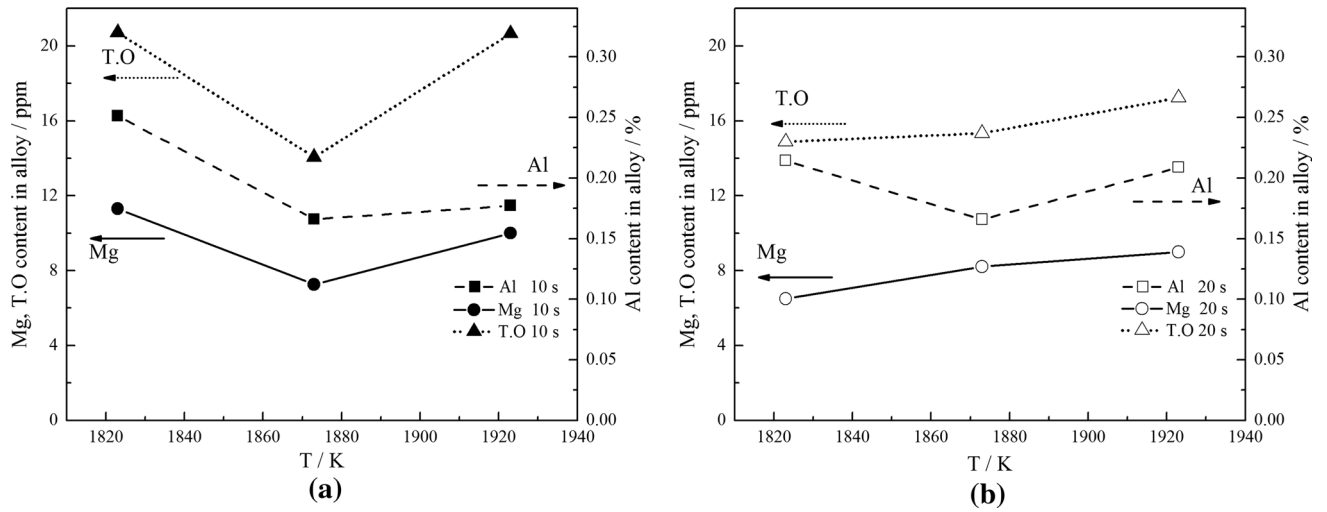 20
16
12
8
4
0
Mg, T.O content in alloy / ppm
T.O
Mg
Al
Al 10 s
Mg 10 s
T.O 10 s
0.30
0.25
0.20
0.15
0.10
0.05
0.00
Al content in alloy / %
1820 1840 1860 1880 1900 1920 1940
T / K
(a)
20
16
12
8
4
0
Mg, T.O content in alloy / ppm
T.O
Mg
Al
Al 20 s
Mg 20 s
T.O 20 s
0.30
0.25
0.20
0.15
0.10
0.05
0.00
Al content in alloy / %
1820 1840 1860 1880 1900 1920 1940
T / K
(b)